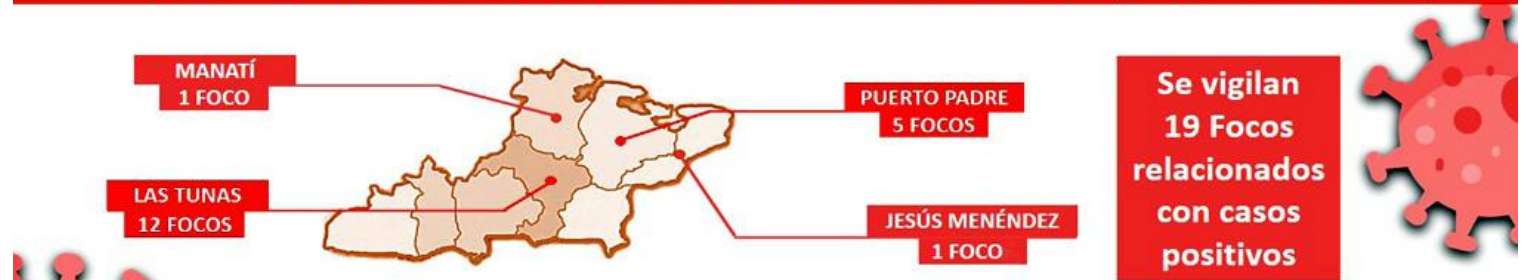 MANATÍ
1 FOCO
LAS TUNAS
12 FOCOS
PUERTO PADRE
5 FOCOS
JESÚS MENÉNDEZ
1 FOCO
Se vigilan
19 Focos
relacionados
con casos
positivos